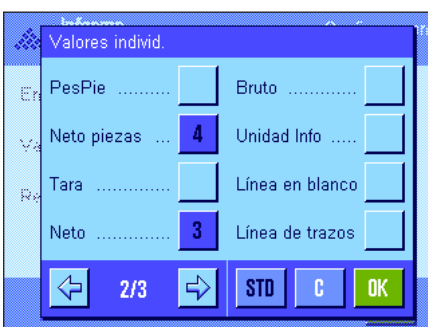 Valores individ.
PesPie ..........
Bruto ............
Neto piezas ... 4
Unidad Info .....
Tara ..............
Línea en blanco
Neto ............. 3
Línea de trazos
2/3
STD
C
OK